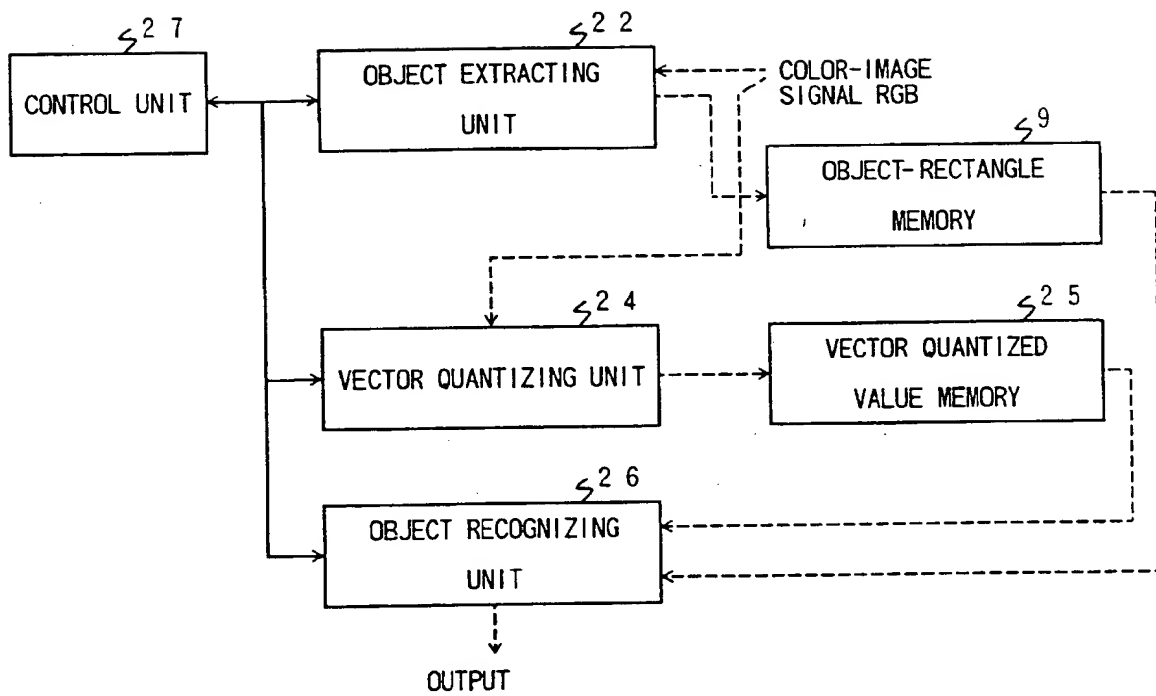 27
CONTROL UNIT
22
OBJECT EXTRACTING
UNIT
COLOR-IMAGE
SIGNAL RGB
9
OBJECT-RECTANGLE
MEMORY
24
VECTOR QUANTIZING UNIT
25
VECTOR QUANTIZED
VALUE MEMORY
26
OBJECT RECOGNIZING
UNIT
OUTPUT